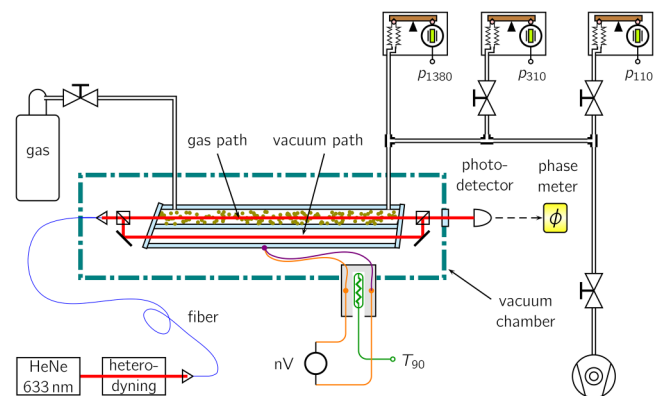 p1380
p310
p110
gas
gas path
vacuum path
photo-
detector
phase
meter
ϕ
fiber
vacuum
chamber
nV
T90
HeNe
633 nm
hetero-
dyning